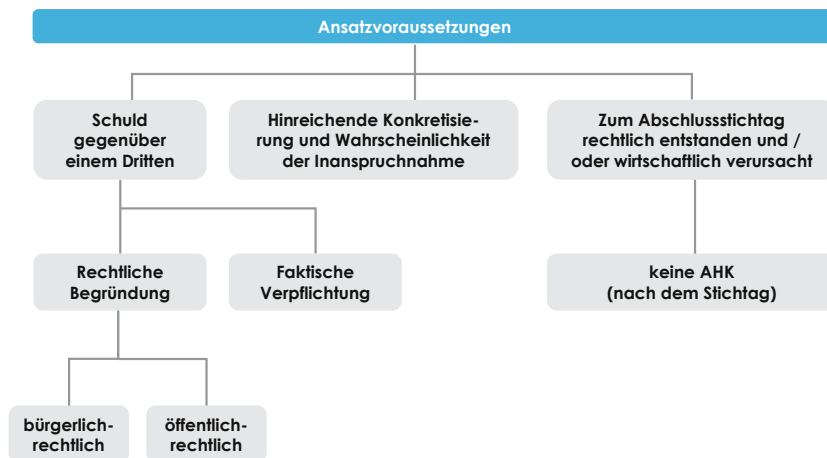 Ansatzvoraussetzungen
Schuld
gegenüber
einem Dritten
Hinreichende Konkretisie-
rung und Wahrscheinlichkeit
der Inanspruchnahme
Zum Abschlussstichtag
rechtlich entstanden und /
oder wirtschaftlich verursacht
Rechtliche
Begründung
Faktische
Verpflichtung
keine AHK
(nach dem Stichtag)
bürgerlich-
rechtlich
öffentlich-
rechtlich